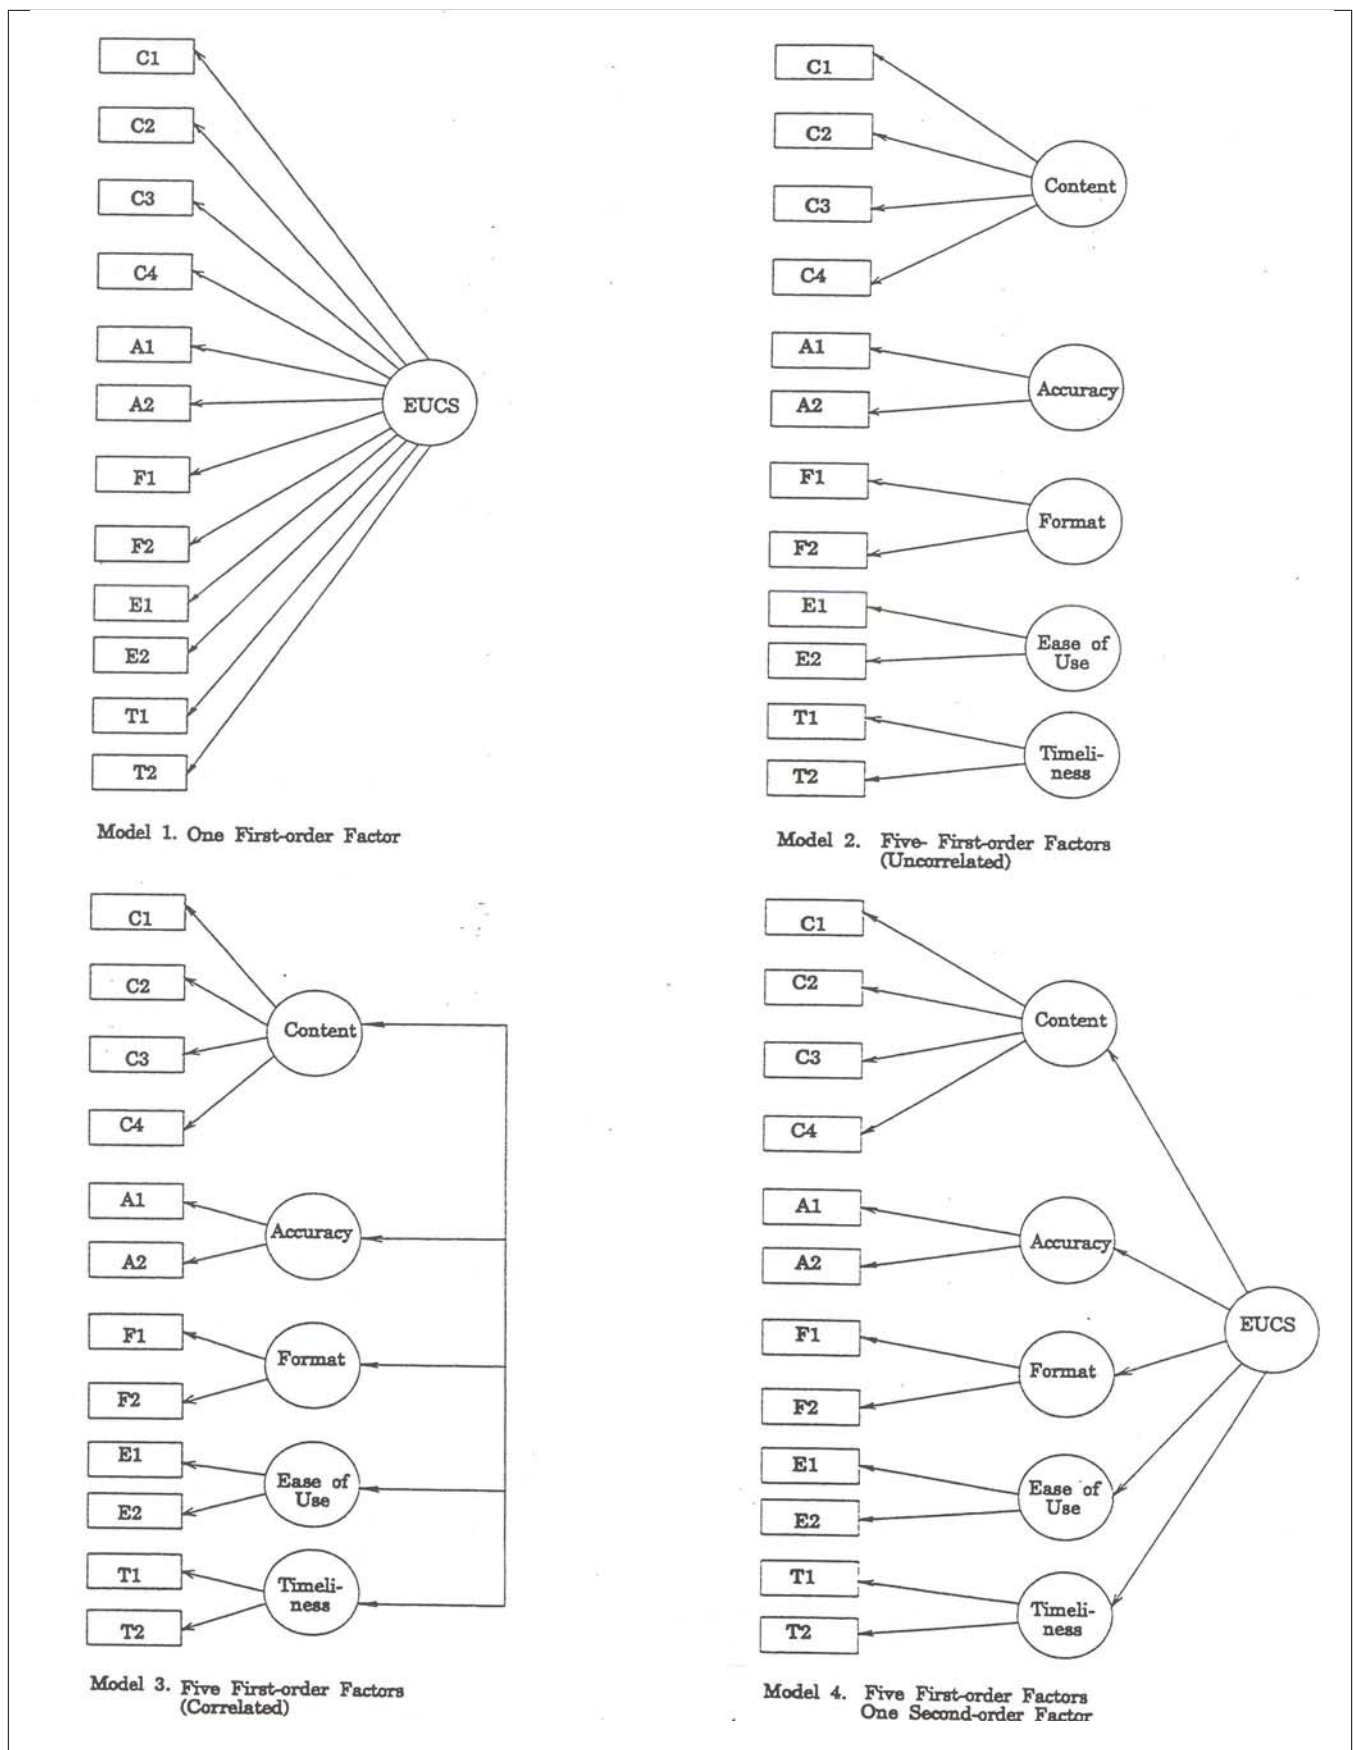 C1
C2
C3
C4
A1
A2
F1
F2
E1
E2
T1
T2
EUCS
Model 1. One First-order Factor
C1
C2
C3
C4
A1
A2
F1
F2
E1
E2
T1
T2
Content
Accuracy
Format
Ease of
Use
Timeli-
ness
Model 2. Five- First-order Factors
(Uncorrelated)
C1
C2
C3
C4
A1
A2
F1
F2
E1
E2
T1
T2
Content
Accuracy
Format
Ease of
Use
Timeli-
ness
Model 3. Five First-order Factors
(Correlated)
C1
C2
C3
C4
A1
A2
F1
F2
E1
E2
T1
T2
Content
Accuracy
Format
Ease of
Use
Timeli-
ness
EUCS
Model 4. Five First-order Factors
One Second-order Factor